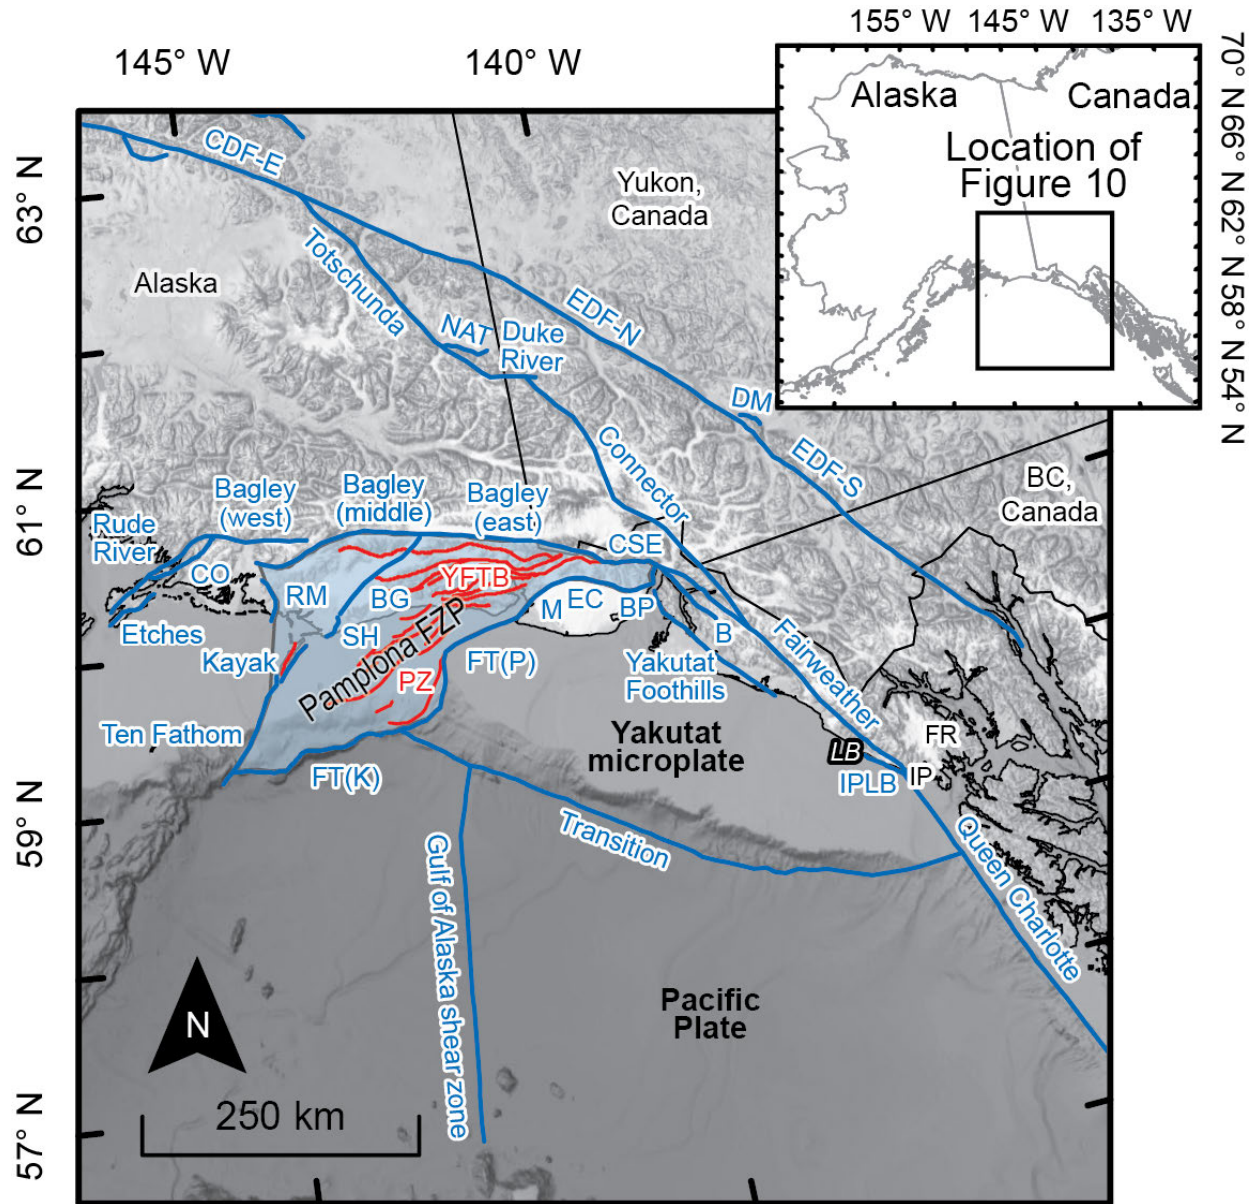 155° W 145° W 135° W
145° W
140° W
70° N
66° N
62° N
58° N
54° N
Alaska
Canada
Location of
Figure 10
63° N
61° N
59° N
57° N
CDF-E
Yukon,
Canada
Alaska
Totschunda
NAT
Duke
River
EDF-N
DM
EDF-S
Connector
BC,
Canada
Rude
River
Bagley
(west)
Bagley
(middle)
Bagley
(east)
CSE
CO
RM
BG
YFTB
M
EC
BP
B
Etches
SH
Kayak
Pamplona FZP
PZ
FT(P)
Yakutat
Foothills
Fairweather
Ten Fathom
FT(K)
Yakutat
microplate
LB
FR
IP
IPLB
Transition
Queen Charlotte
Gulf of Alaska shear zone
Pacific
Plate
N
250 km